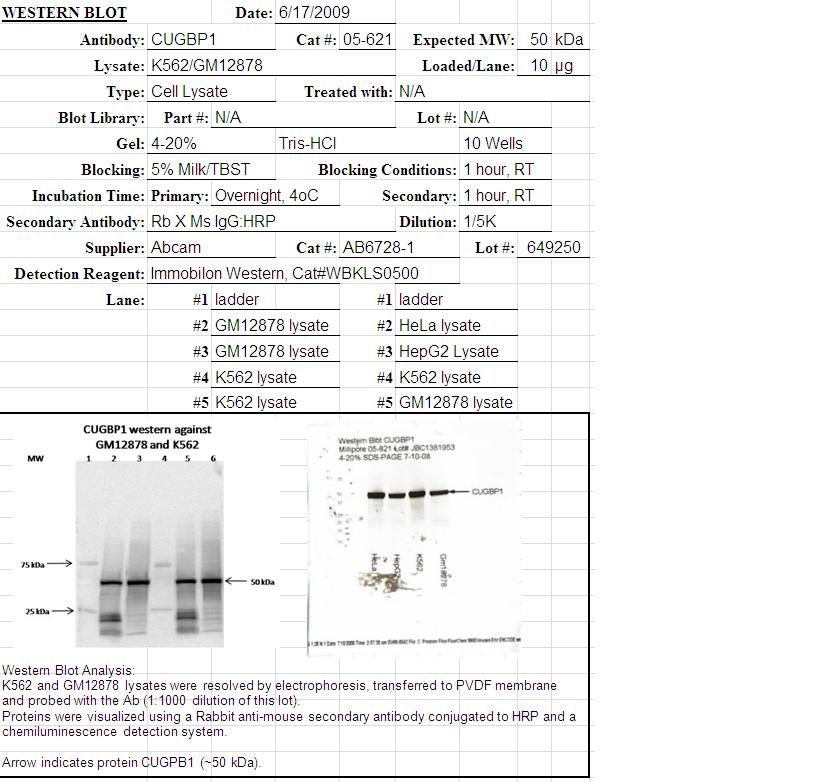 WESTERN BLOT Date: 6/17/2009
Antibody: CUGBP1 Cat #: 05-621 Expected MW: 50 kDa
Lysate: K562/GM12878 Loaded/Lane: 10 µg
Type: Cell Lysate Treated with: N/A
Blot Library: Part #: N/A Lot #: N/A
Gel: 4-20% Tris-HCl 10 Wells
Blocking: 5% Milk/TBST Blocking Conditions: 1 hour, RT
Incubation Time: Primary: Overnight, 4oC Secondary: 1 hour, RT
Secondary Antibody: Rb X Ms IgG:HRP Dilution: 1/5K
Supplier: Abcam Cat #: AB6728-1 Lot #: 649250
Detection Reagent: Immobilon Western, Cat#WBKLS0500
Lane: #1 ladder #1 ladder
#2 GM12878 lysate #2 HeLa lysate
#3 GM12878 lysate #3 HepG2 Lysate
#4 K562 lysate #4 K562 lysate
#5 K562 lysate #5 GM12878 lysate
CUGBP1 western against
GM12878 and K562
MW 1 2 3 4 5 6
75 kDa
50 kDa
25 kDa
Western Blot CUGBP1
Millipore 05-621 Lot# JBC1381953
4-20% SDS-PAGE 7-10-08
CUGBP1
HeLa
HepG2
K562
Gm12878
Western Blot Analysis:
K562 and GM12878 lysates were resolved by electrophoresis, transferred to PVDF membrane
and probed with the Ab (1:1000 dilution of this lot).
Proteins were visualized using a Rabbit anti-mouse secondary antibody conjugated to HRP and a
chemiluminescence detection system.
Arrow indicates protein CUGPB1 (~50 kDa).